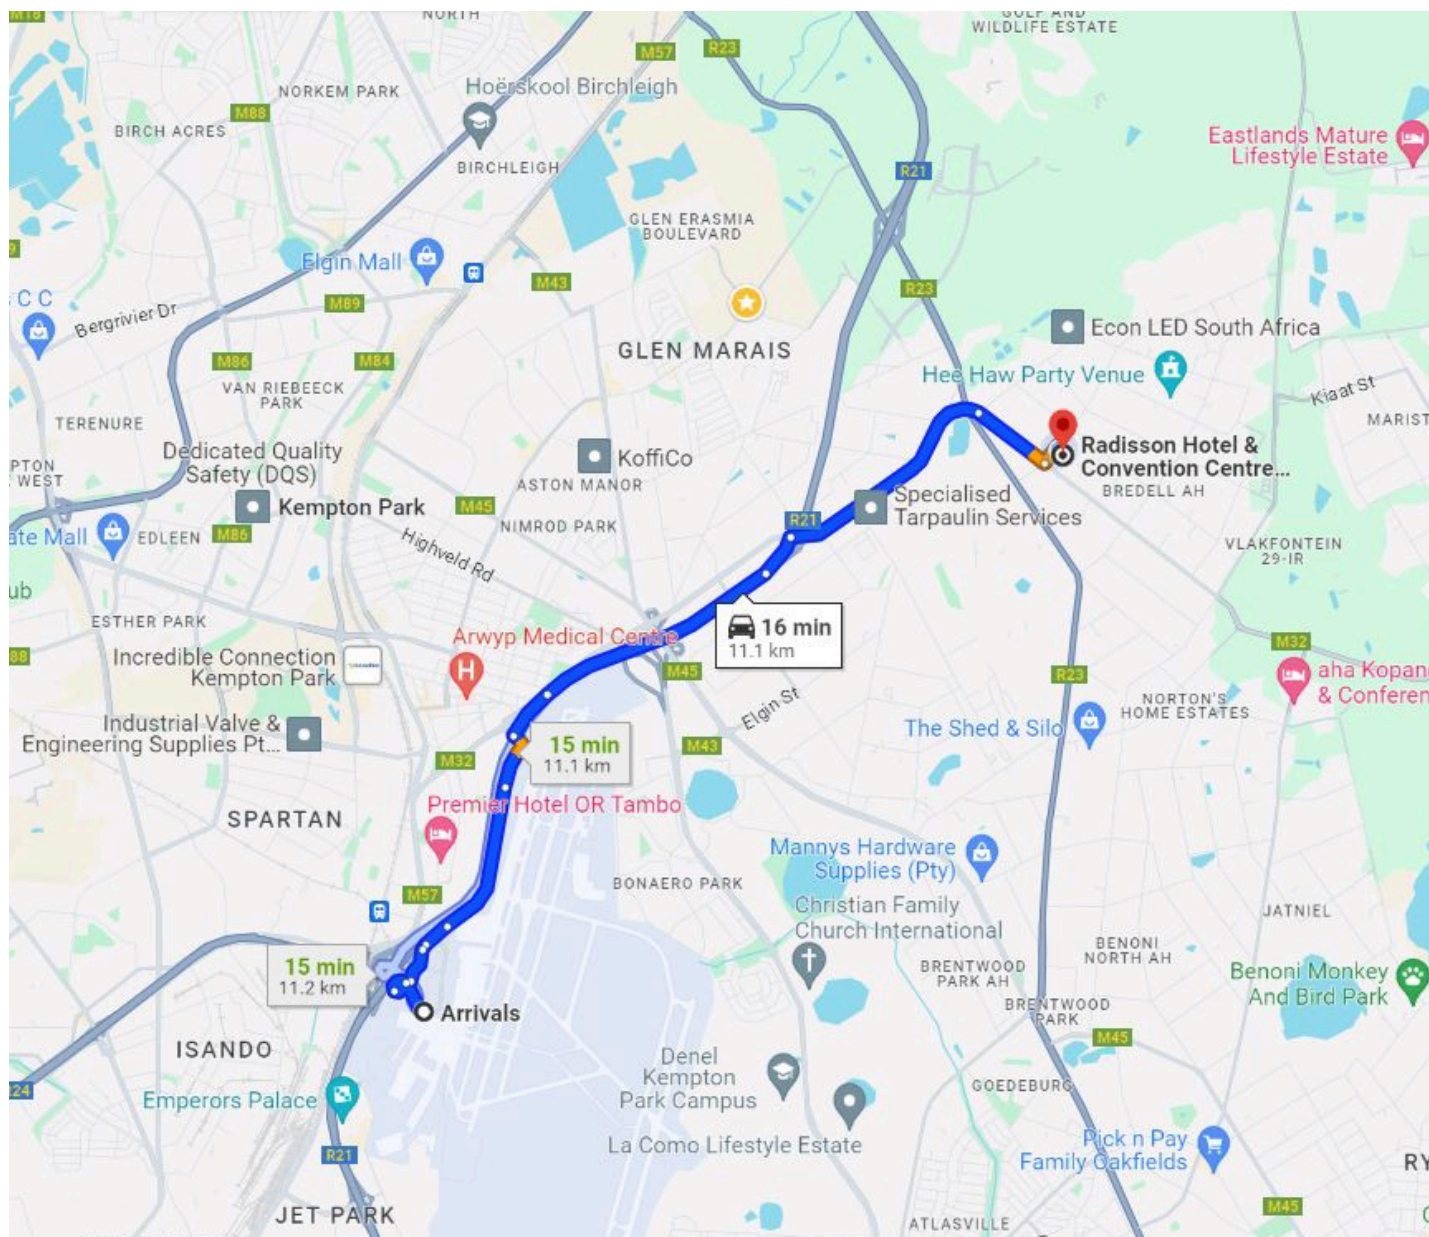 M18
NORTH
GOLF AND
WILDLIFE ESTATE
M57
R23
Hoërskool Birchleigh
NORKEM PARK
M88
BIRCH ACRES
BIRCHLEIGH
Eastlands Mature
Lifestyle Estate
R21
GLEN ERASMIA
BOULEVARD
9
Elgin Mall
M43
R23
s C C
M89
Bergrivier Dr
Econ LED South Africa
GLEN MARAIS
M86
M84
Hee Haw Party Venue
VAN RIEBEECK
PARK
Kiaat St
TERENURE
MARIST
Dedicated Quality
Safety (DQS)
Radisson Hotel &
Convention Centre...
KoffiCo
PTON
WEST
ASTON MANOR
BREDELL AH
Kempton Park
M45
Specialised
Tarpaulin Services
R21
NIMROD PARK
ate Mall
EDLEEN
M86
Highveld Rd
VLAKFONTEIN
29-IR
ub
ESTHER PARK
16 min
11.1 km
Arwyp Medical Centre
M32
88
Incredible Connection
Kempton Park
M45
R23
aha Kopan
& Conferen
NORTON'S
HOME ESTATES
Elgin St
Industrial Valve &
Engineering Supplies Pt...
The Shed & Silo
15 min
11.1 km
M43
M32
Premier Hotel OR Tambo
SPARTAN
Mannys Hardware
Supplies (Pty)
BONAERO PARK
M57
Christian Family
Church International
JATNIEL
BENONI
NORTH AH
15 min
11.2 km
BRENTWOOD
PARK AH
Benoni Monkey
And Bird Park
Arrivals
BRENTWOOD
PARK
ISANDO
M45
Denel
Kempton
Park Campus
GOEDEBURG
24
Emperors Palace
La Como Lifestyle Estate
Pick n Pay
Family Oakfields
R21
RY
JET PARK
M45
ATLASVILLE